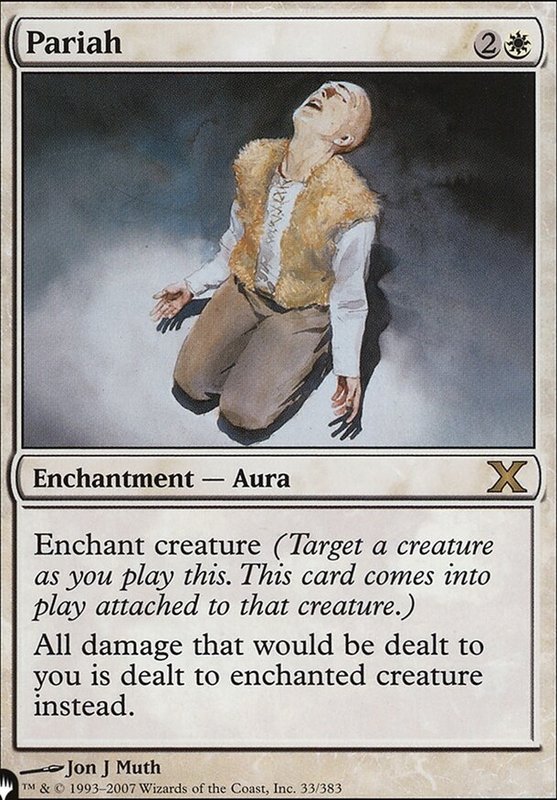 Pariah 2
Enchantment — Aura
Enchant creature (Target a creature
as you play this. This card comes into
play attached to that creature.)
All damage that would be dealt to
you is dealt to enchanted creature
instead.
Jon J Muth
™ & © 1993–2007 Wizards of the Coast, Inc. 33/383